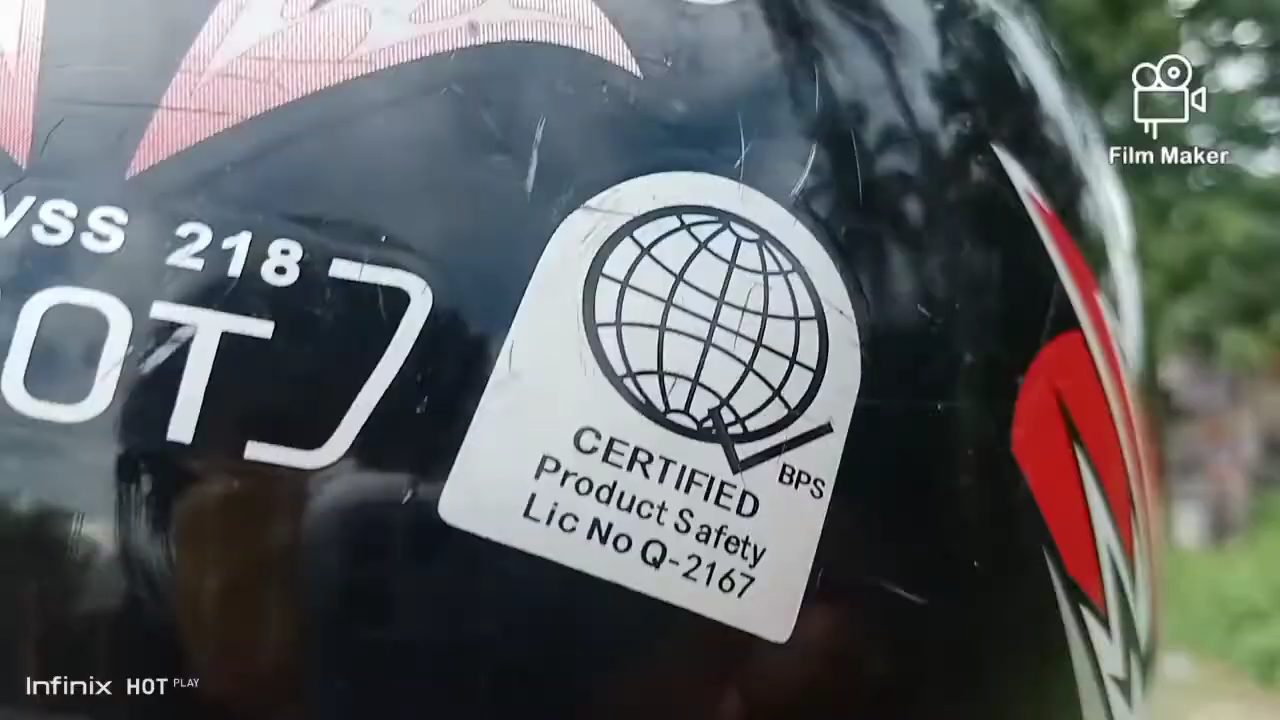 Film Maker
VSS 218
OT
CERTIFIED
BPS
Product Safety
Lic No Q-2167
Infinix HOT PLAY